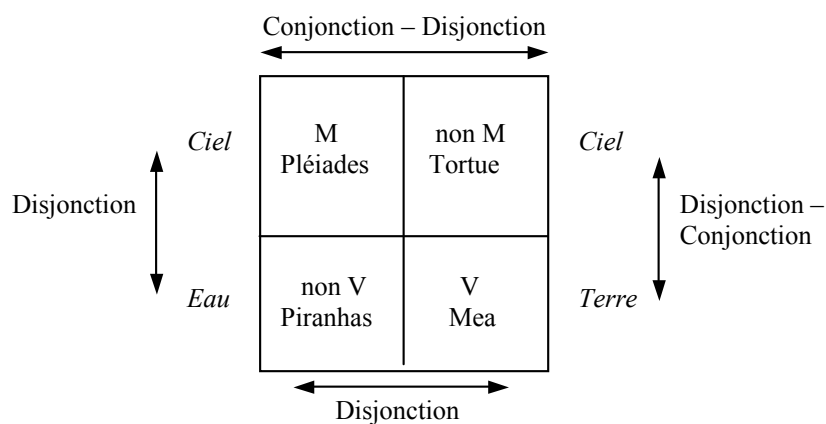 Conjonction – Disjonction
Ciel
M
Pléiades
non M
Tortue
Ciel
Disjonction
Disjonction –
Conjonction
Eau
non V
Piranhas
V
Mea
Terre
Disjonction